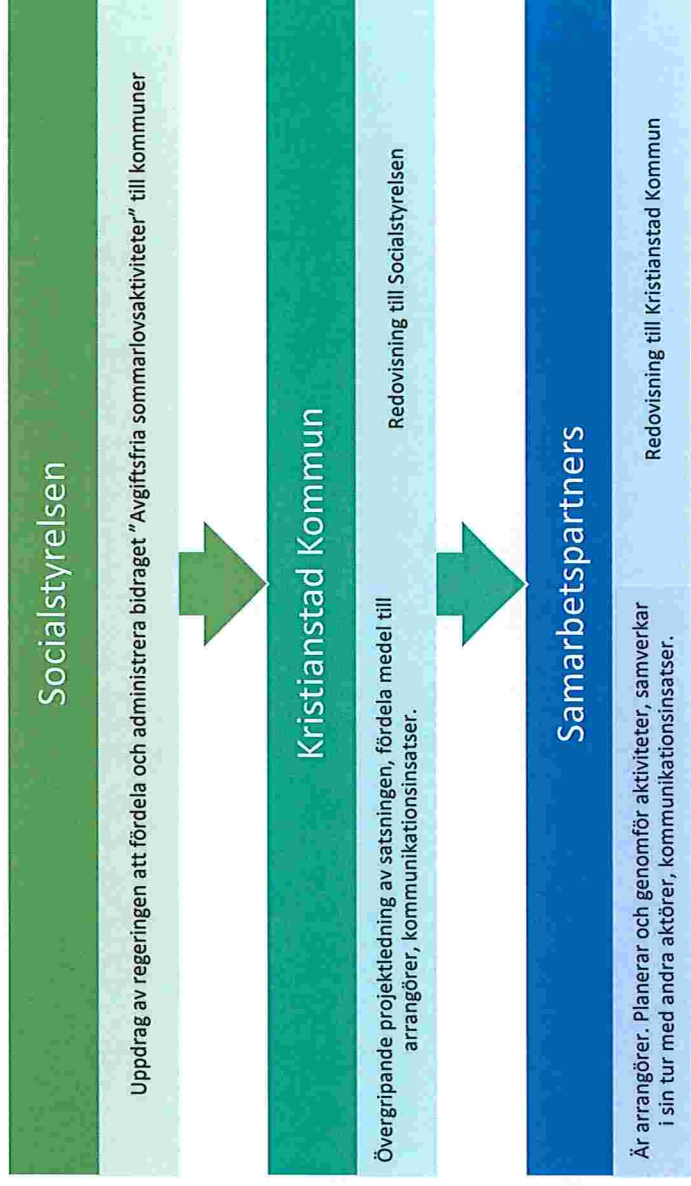 Socialstyrelsen
Uppdrag av regeringen att fördela och administrera bidraget "Avgiftsfria sommarlovsaktiviteter" till kommuner
Kristianstad Kommun
Övergripande projektledning av satsningen, fördela medel till
arrangörer, kommunikationsinsatser.
Redovisning till Socialstyrelsen
Samarbetspartners
Är arrangörer. Planerar och genomför aktiviteter, samverkar
i sin tur med andra aktörer, kommunikationsinsatser.
Redovisning till Kristianstad Kommun